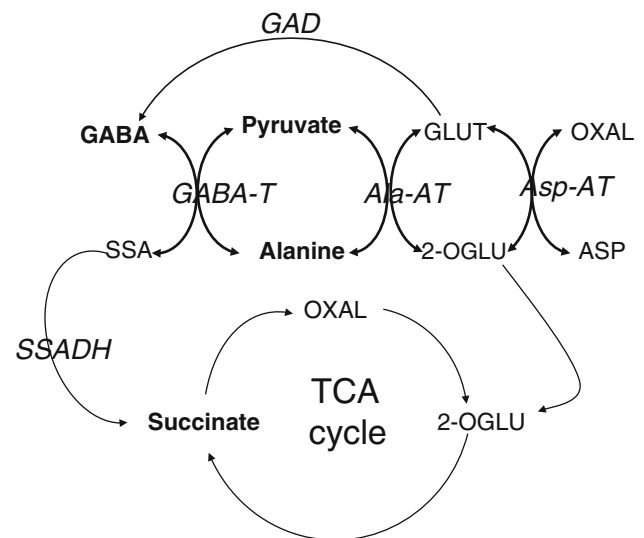 GAD
GABA
Pyruvate
GLUT
OXAL
GABA-T
Ala-AT
Asp-AT
SSA
Alanine
2-OGLU
ASP
OXAL
SSADH
TCA
cycle
Succinate
2-OGLU